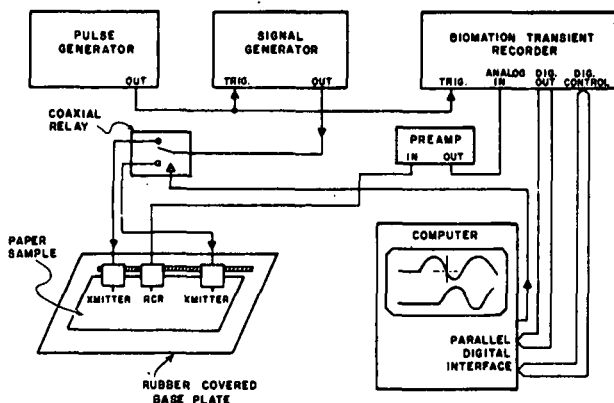 PULSE
GENERATOR
OUT
SIGNAL
GENERATOR
TRIG. OUT
BIOMATION TRANSIENT
RECORDER
TRIG. ANALOG IN DIG. OUT DIG. CONTROL
COAXIAL
RELAY
PREAMP
IN OUT
COMPUTER
PAPER
SAMPLE
XMITTER RCR XMITTER
PARALLEL
DIGITAL
INTERFACE
RUBBER COVERED
BASE PLATE